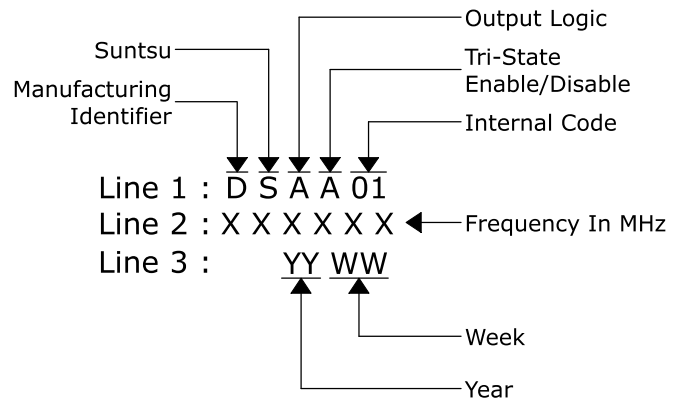 Output Logic
Suntsu
Tri-State
Enable/Disable
Manufacturing
Identifier
Internal Code
Line 1 : D S A A 01
Line 2 : X X X X X X
Frequency In MHz
Line 3 : YY WW
Week
Year